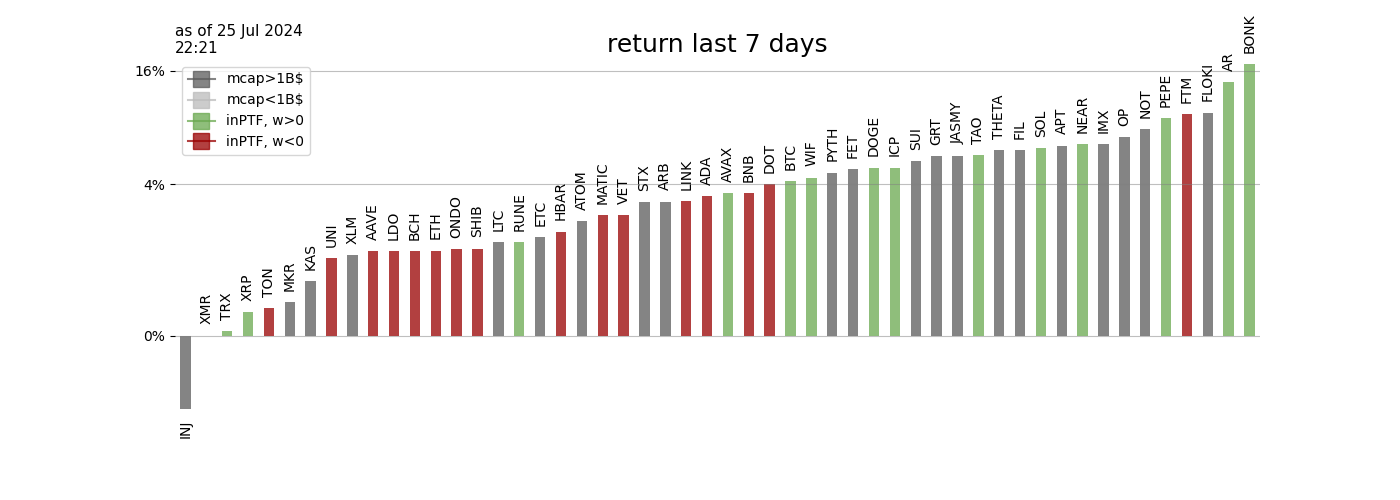 as of 25 Jul 2024
22:21
return last 7 days
16%
4%
0%
mcap>1B$
mcap<1B$
inPTF, w>0
inPTF, w<0
INJ
XMR
TRX
XRP
TON
MKR
KAS
UNI
XLM
AAVE
LDO
BCH
ETH
ONDO
SHIB
LTC
RUNE
ETC
HBAR
ATOM
MATIC
VET
STX
ARB
LINK
ADA
AVAX
BNB
DOT
BTC
WIF
PYTH
FET
DOGE
ICP
SUI
GRT
JASMY
TAO
THETA
FIL
SOL
APT
NEAR
IMX
OP
NOT
PEPE
FTM
FLOKI
AR
BONK